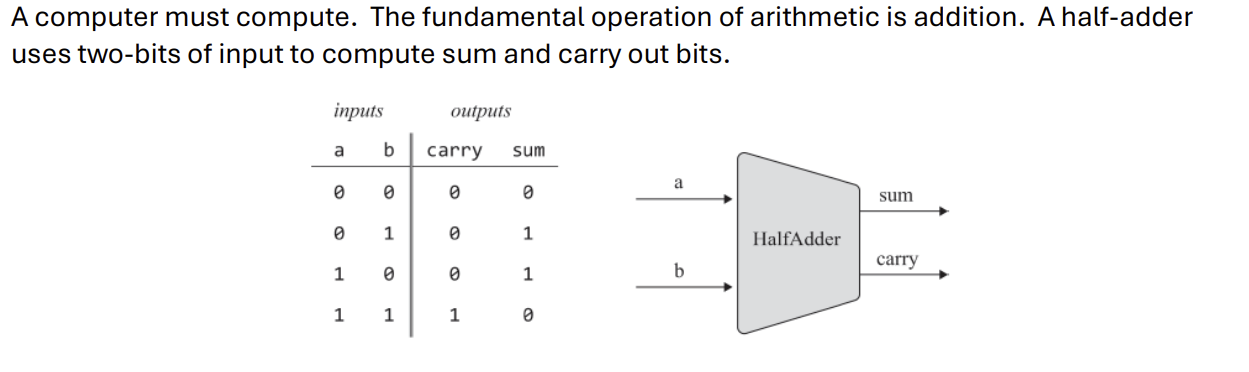 A computer must compute.  The fundamental operation of arithmetic is addition.  A half-adder
uses two-bits of input to compute sum and carry out bits.
inputs outputs
a b carry sum
0 0 0 0
0 1 0 1
1 0 0 1
1 1 1 0
a
b
HalfAdder
sum
carry